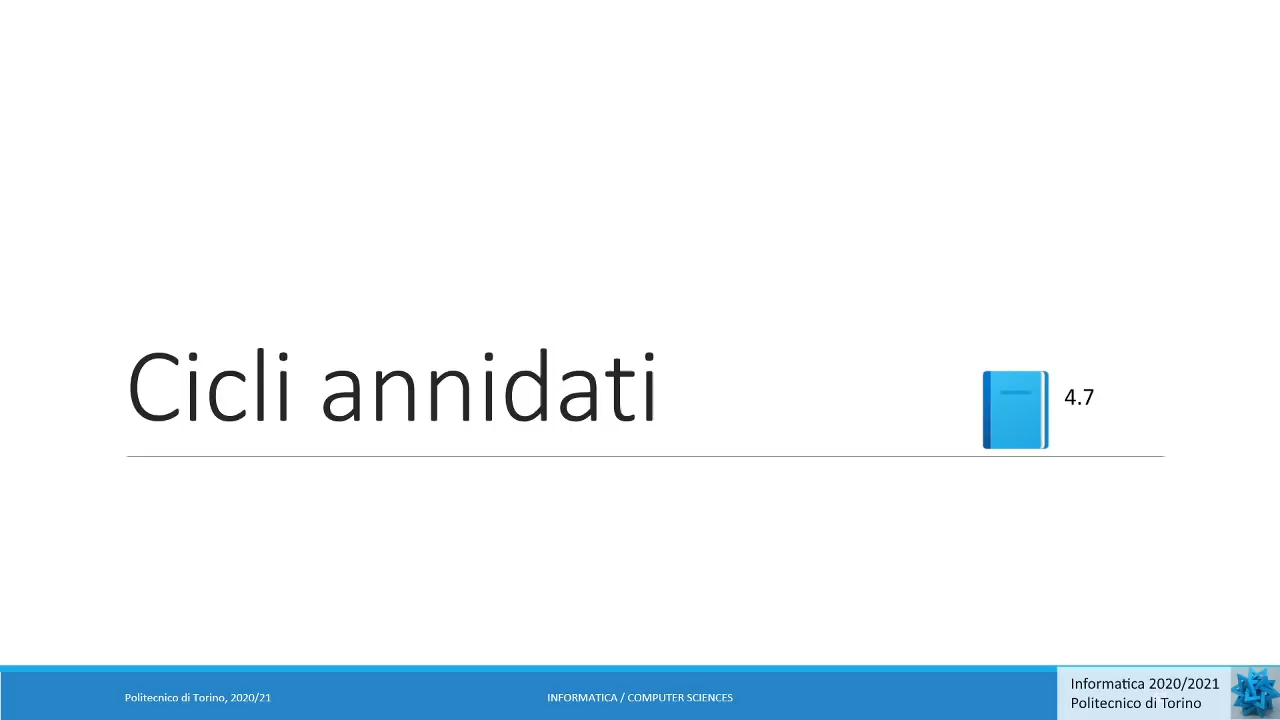 Cicli annidati
4.7
Politecnico di Torino, 2020/21
INFORMATICA / COMPUTER SCIENCES
Informatica 2020/2021
Politecnico di Torino